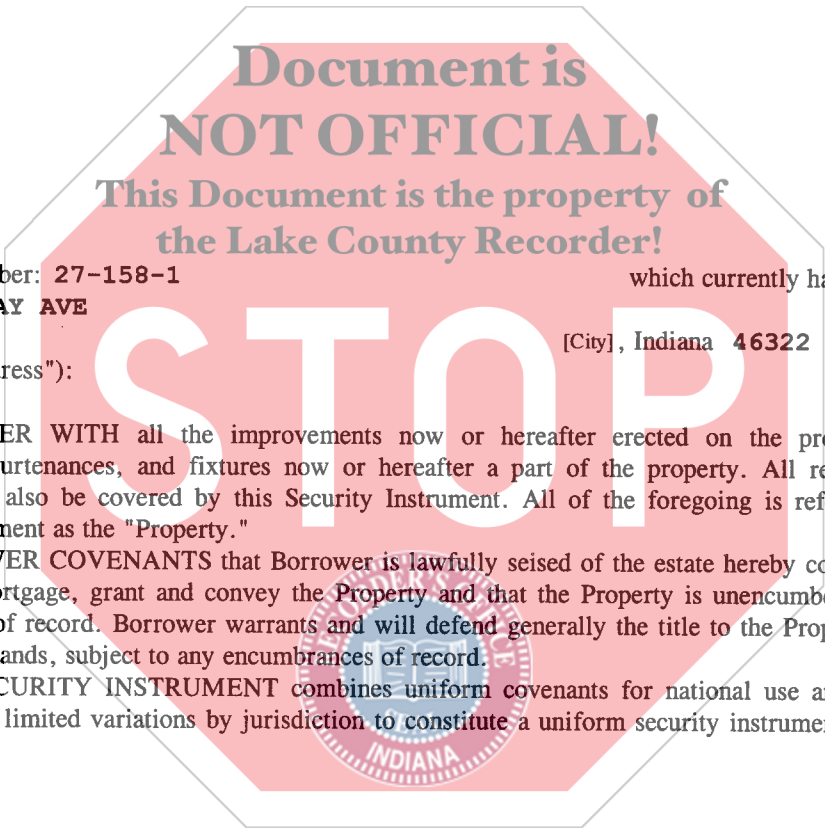 Document is
NOT OFFICIAL!
This Document is the property of
the Lake County Recorder!
ber: 27-158-1 which currently ha
AY AVE
[City], Indiana 46322
ress"):
STOP
ER WITH all the improvements now or hereafter erected on the pro
urtenances, and fixtures now or hereafter a part of the property. All re
also be covered by this Security Instrument. All of the foregoing is ref
ment as the "Property."
ER COVENANTS that Borrower is lawfully seised of the estate hereby co
ortgage, grant and convey the Property and that the Property is unencumbe
of record. Borrower warrants and will defend generally the title to the Prop
ands, subject to any encumbrances of record.
CURITY INSTRUMENT combines uniform covenants for national use a
limited variations by jurisdiction to constitute a uniform security instrume
RECORDER'S OFFICE
INDIANA